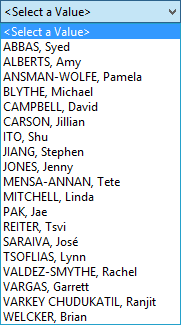 <Select a Value>
<Select a Value>
ABBAS, Syed
ALBERTS, Amy
ANSMAN-WOLFE, Pamela
BLYTHE, Michael
CAMPBELL, David
CARSON, Jillian
ITO, Shu
JIANG, Stephen
JONES, Jenny
MENSA-ANNAN, Tete
MITCHELL, Linda
PAK, Jae
REITER, Tsvi
SARAIVA, José
TSOFLIAS, Lynn
VALDEZ-SMYTHE, Rachel
VARGAS, Garrett
VARKEY CHUDUKATIL, Ranjit
WELCKER, Brian